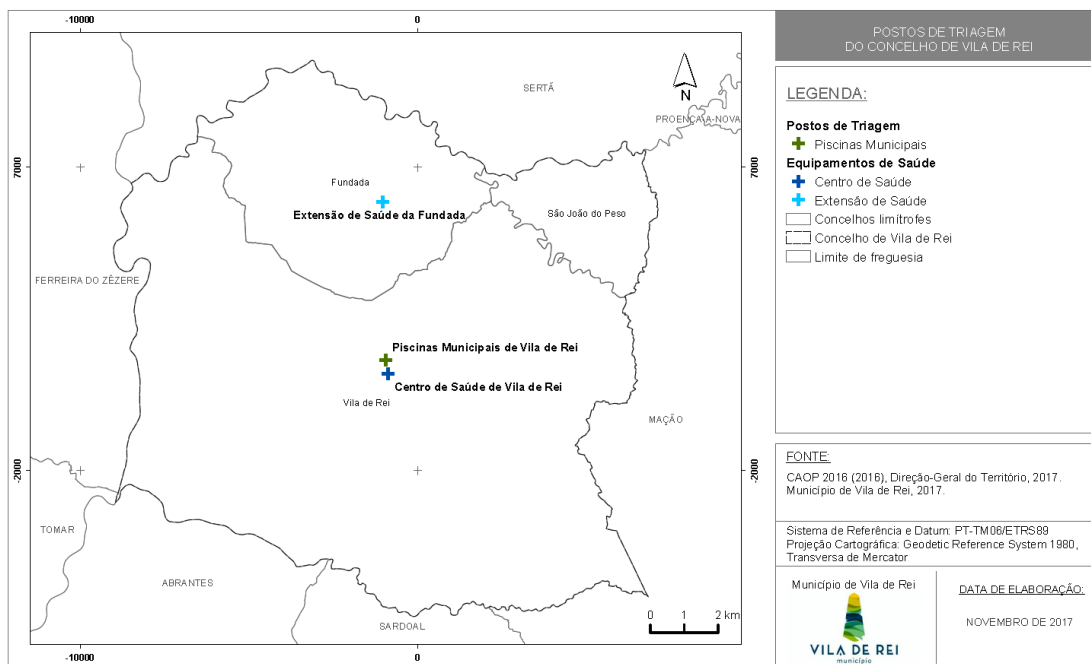 -10000
0
POSTOS DE TRIAGEM
DO CONCELHO DE VILA DE REI
N
SERTÃ
PROENÇA-A-NOVA
7000
7000
Fundada
Extensão de Saúde da Fundada
São João do Peso
FERREIRA DO ZÊZERE
Piscinas Municipais de Vila de Rei
Centro de Saúde de Vila de Rei
Vila de Rei
MAÇÃO
-2000
-2000
TOMAR
ABRANTES
SARDOAL
0 1 2 km
-10000
0
LEGENDA:
Postos de Triagem
Piscinas Municipais
Equipamentos de Saúde
Centro de Saúde
Extensão de Saúde
Concelhos limítrofes
Concelho de Vila de Rei
Limite de freguesia
FONTE:
CAOP 2016 (2016), Direção-Geral do Território, 2017.
Município de Vila de Rei, 2017.
Sistema de Referência e Datum: PT-TM06/ETRS89
Projeção Cartográfica: Geodetic Reference System 1980,
Transversa de Mercator
Município de Vila de Rei
VILA DE REI
município
DATA DE ELABORAÇÃO:
NOVEMBRO DE 2017